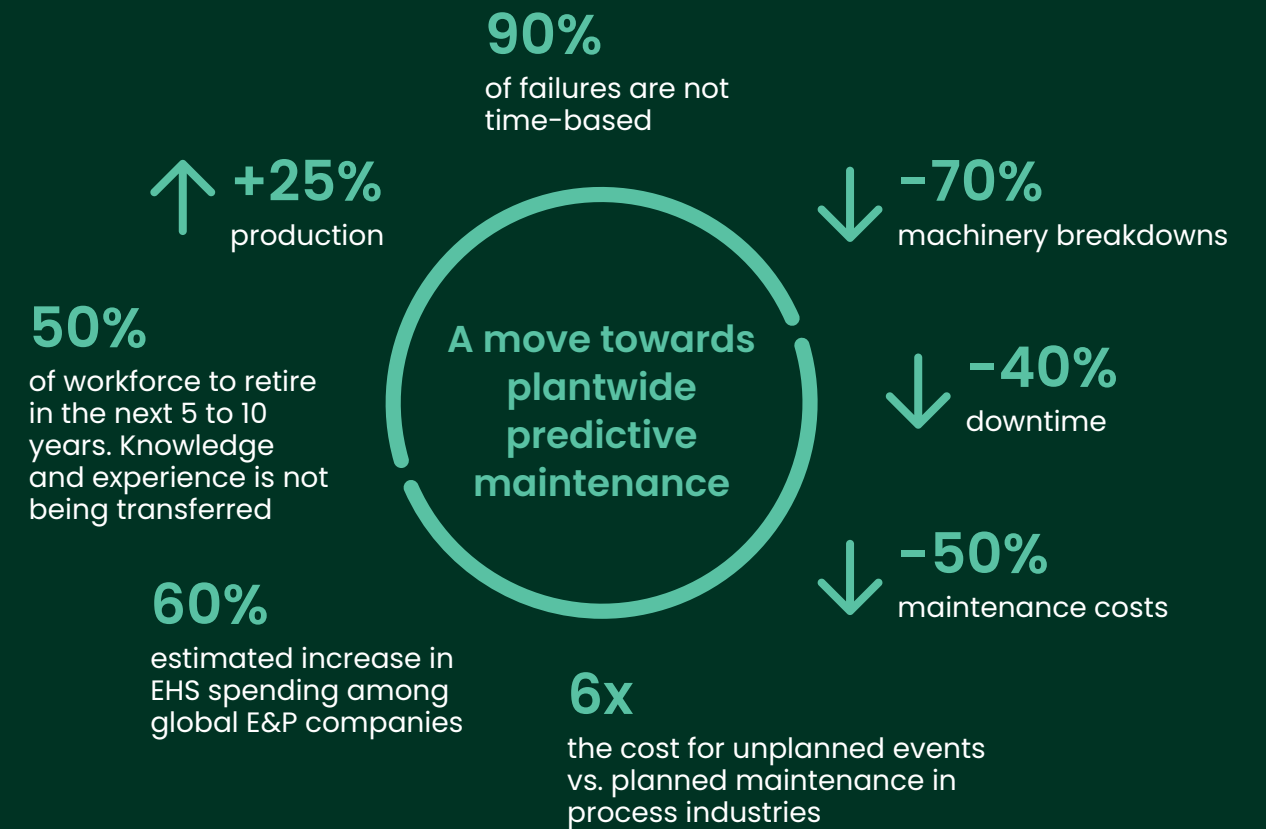 90%
of failures are not
time-based
+25%
production
-70%
machinery breakdowns
50%
of workforce to retire
in the next 5 to 10
years. Knowledge
and experience is not
being transferred
A move towards
plantwide
predictive
maintenance
-40%
downtime
-50%
maintenance costs
60%
estimated increase in
EHS spending among
global E&P companies
6x
the cost for unplanned events
vs. planned maintenance in
process industries